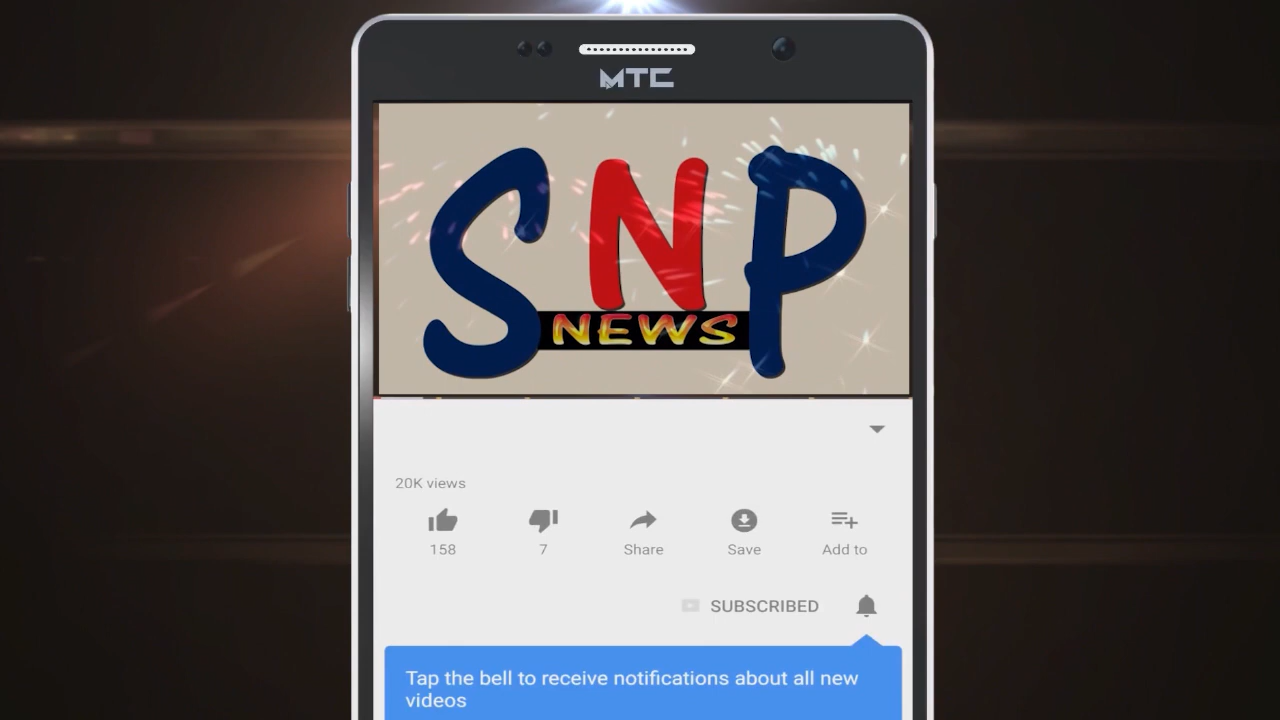 MTC
SNP
NEWS
20K views
158
7
Share
Save
Add to
SUBSCRIBED
Tap the bell to receive notifications about all new
videos